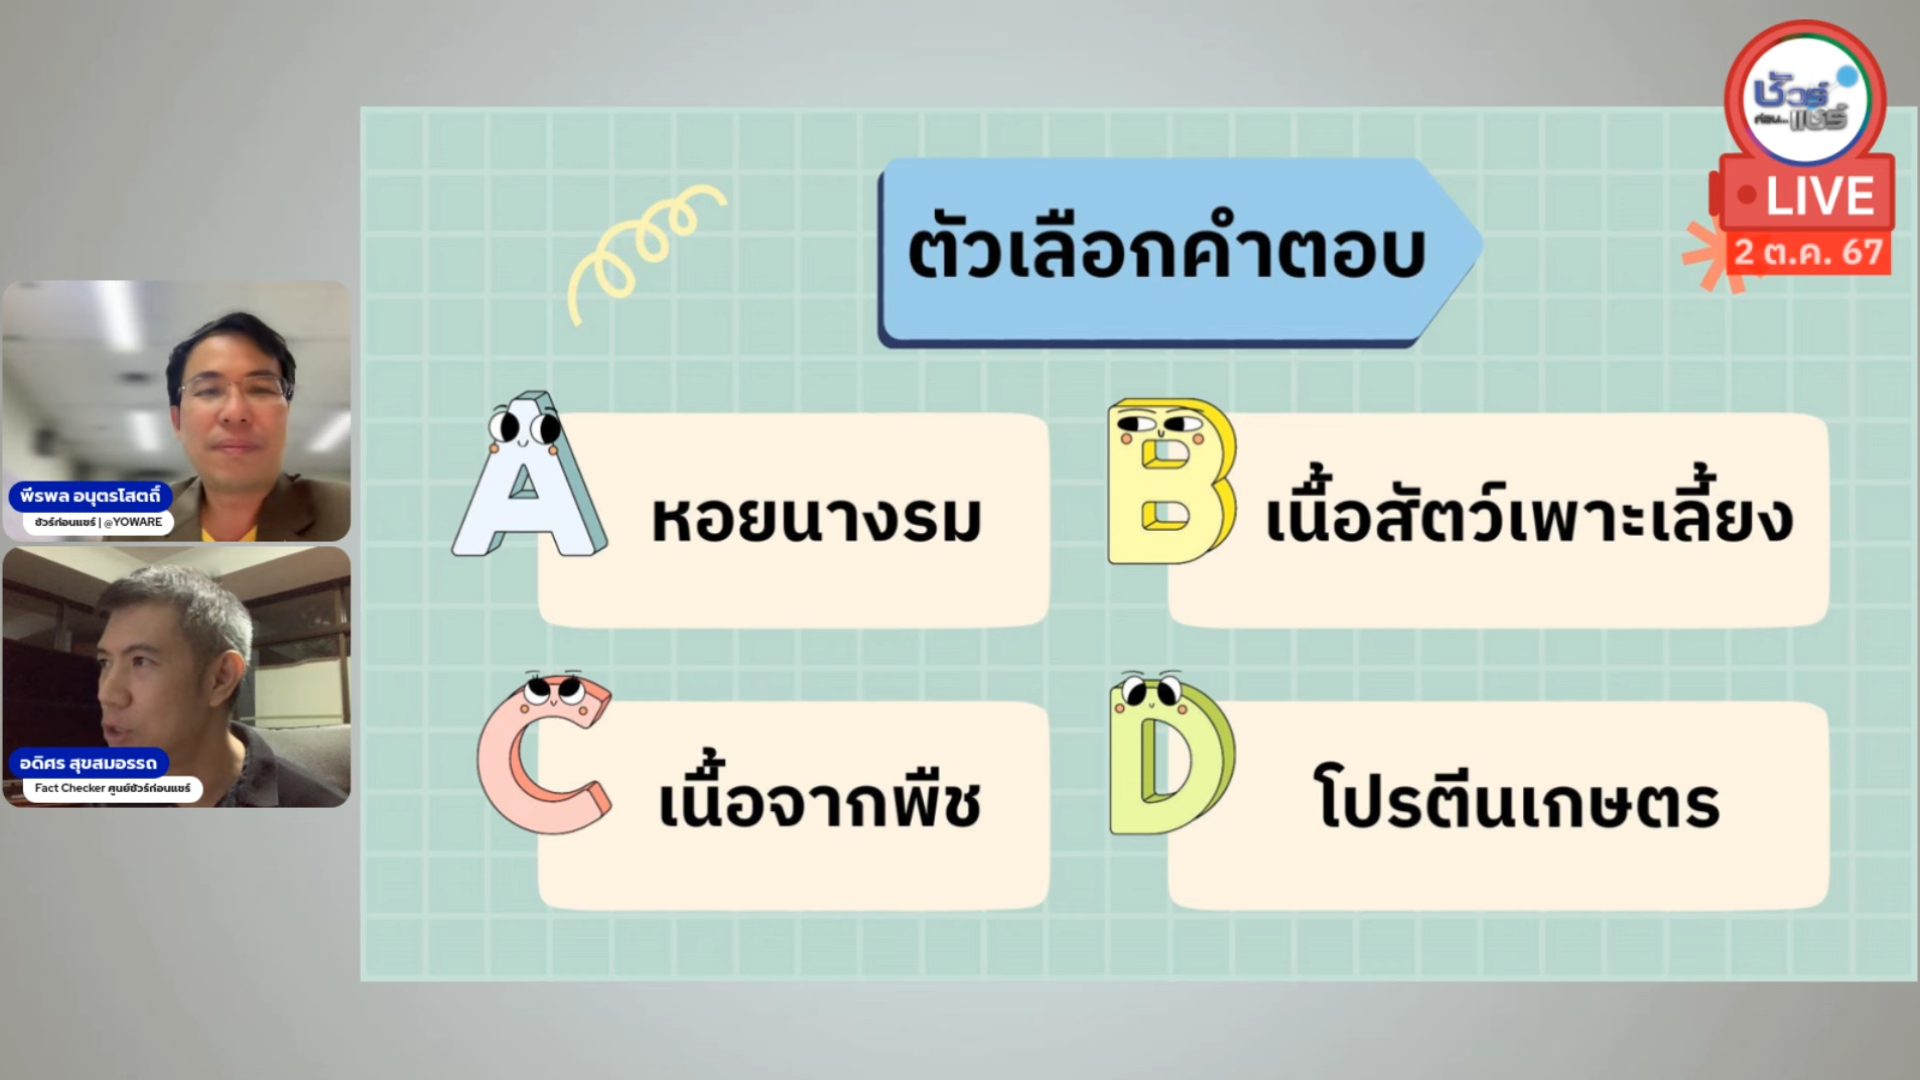 ชัวร์
ก่อน...แชร์
LIVE
2 ต.ค. 67
ตัวเลือกคำตอบ
A
หอยนางรม
B
เนื้อสัตว์เพาะเลี้ยง
C
เนื้อจากพืช
D
โปรตีนเกษตร
พีรพล อนุตรโสตถิ์
ชัวร์ก่อนแชร์ | @YOWARE
อดิศร สุขสมอรรถ
Fact Checker ศูนย์ชัวร์ก่อนแชร์